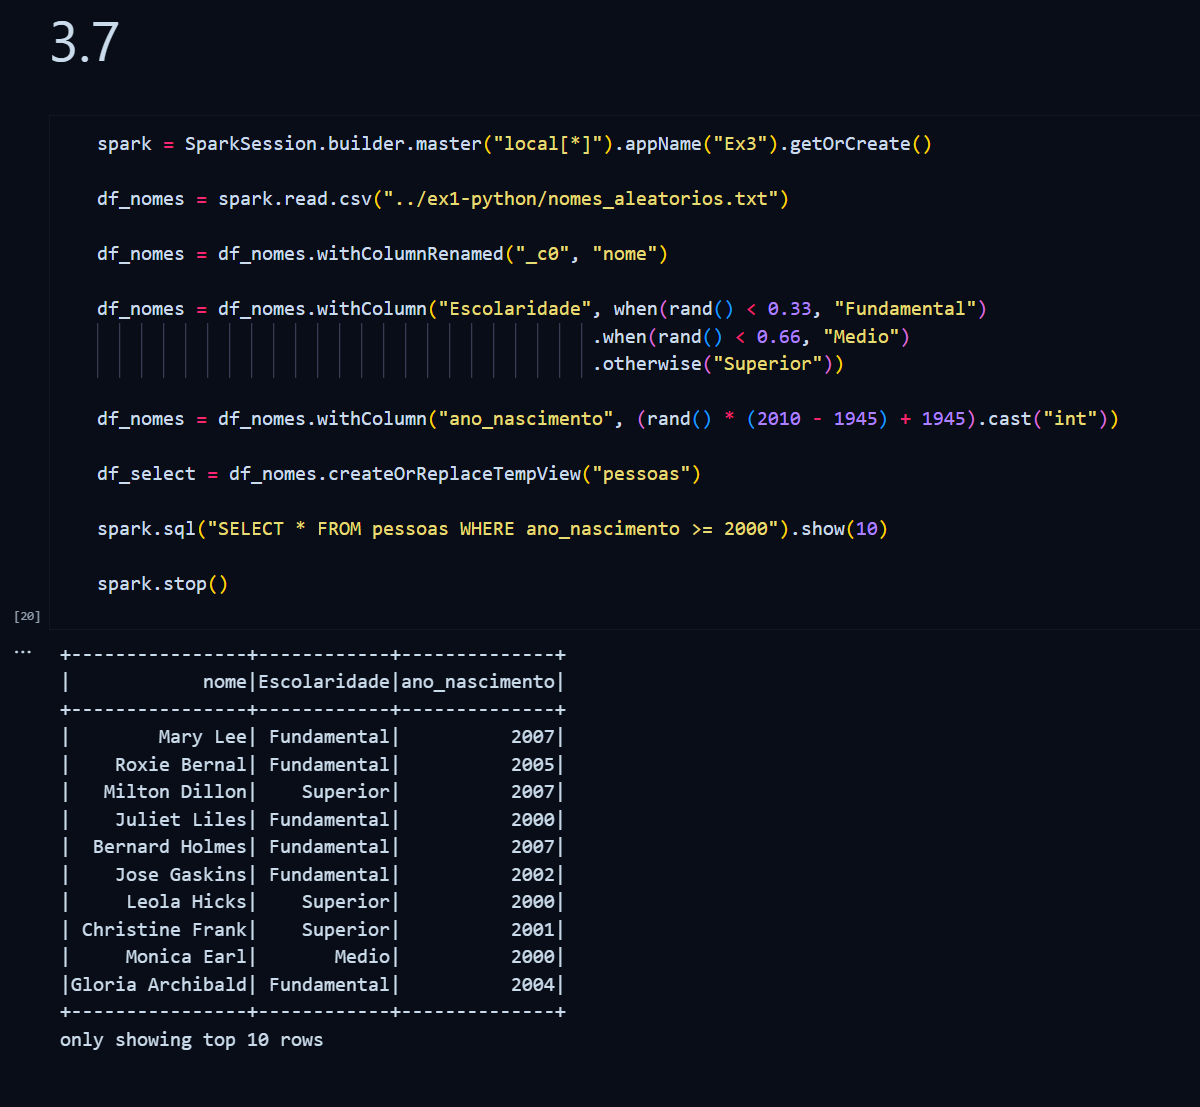 3.7
spark = SparkSession.builder.master("local[*]").appName("Ex3").getOrCreate()
df_nomes = spark.read.csv("../ex1-python/nomes_aleatorios.txt")
df_nomes = df_nomes.withColumnRenamed("_c0", "nome")
df_nomes = df_nomes.withColumn("Escolaridade", when(rand() < 0.33, "Fundamental")
.when(rand() < 0.66, "Medio")
.otherwise("Superior"))
df_nomes = df_nomes.withColumn("ano_nascimento", (rand() * (2010 - 1945) + 1945).cast("int"))
df_select = df_nomes.createOrReplaceTempView("pessoas")
spark.sql("SELECT * FROM pessoas WHERE ano_nascimento >= 2000").show(10)
spark.stop()
[20]
...
+----------------+------------+--------------+
|            nome|Escolaridade|ano_nascimento|
+----------------+------------+--------------+
|        Mary Lee| Fundamental|          2007|
|    Roxie Bernal| Fundamental|          2005|
|   Milton Dillon|    Superior|          2007|
|    Juliet Liles| Fundamental|          2000|
|  Bernard Holmes| Fundamental|          2007|
|    Jose Gaskins| Fundamental|          2002|
|     Leola Hicks|    Superior|          2000|
| Christine Frank|    Superior|          2001|
|     Monica Earl|       Medio|          2000|
|Gloria Archibald| Fundamental|          2004|
+----------------+------------+--------------+
only showing top 10 rows